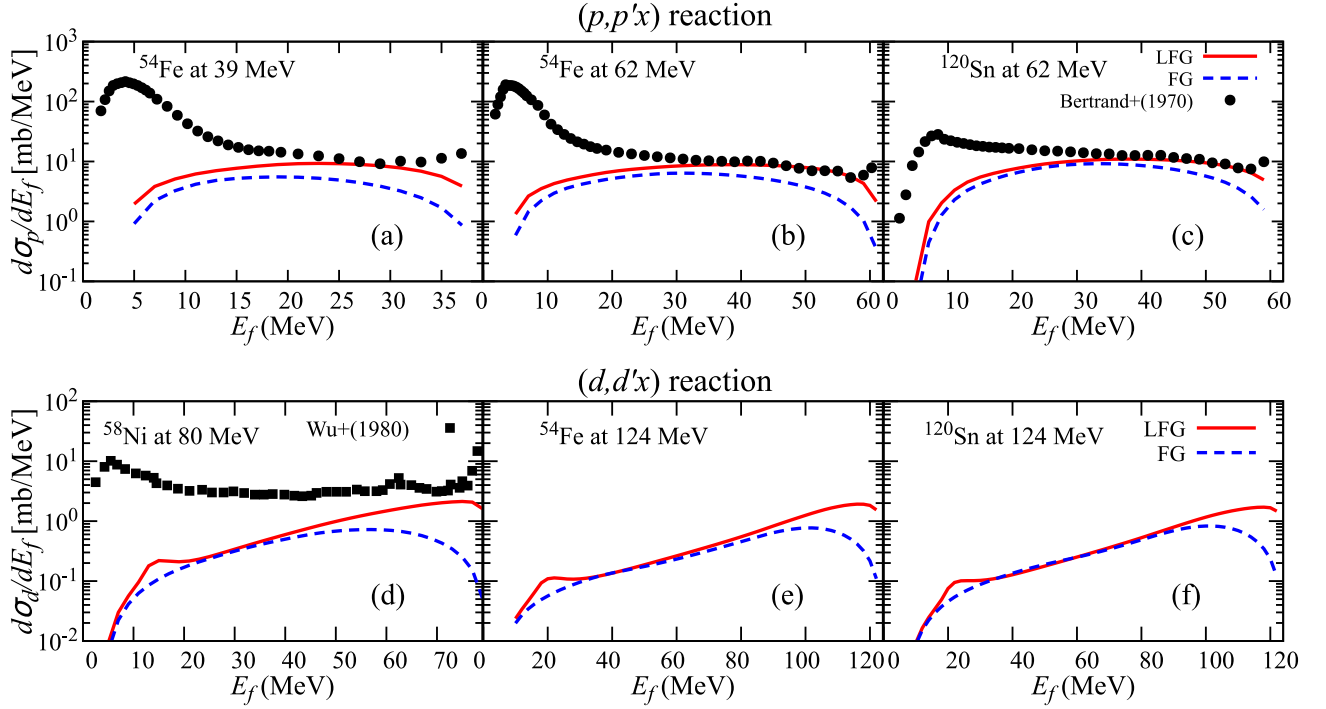 (p,p'x) reaction
dσp/dEf [mb/MeV]
10³
10²
10¹
10⁰
10⁻¹
⁵⁴Fe at 39 MeV
(a)
0 5 10 15 20 25 30 35
Ef (MeV)
⁵⁴Fe at 62 MeV
(b)
0 10 20 30 40 50 60
Ef (MeV)
¹²⁰Sn at 62 MeV
LFG
FG
Bertrand+(1970)
(c)
0 10 20 30 40 50 60
Ef (MeV)
(d,d'x) reaction
dσd/dEf [mb/MeV]
10²
10¹
10⁰
10⁻¹
10⁻²
⁵⁸Ni at 80 MeV
Wu+(1980)
(d)
0 10 20 30 40 50 60 70
Ef (MeV)
⁵⁴Fe at 124 MeV
(e)
0 20 40 60 80 100 120
Ef (MeV)
¹²⁰Sn at 124 MeV
LFG
FG
(f)
0 20 40 60 80 100 120
Ef (MeV)